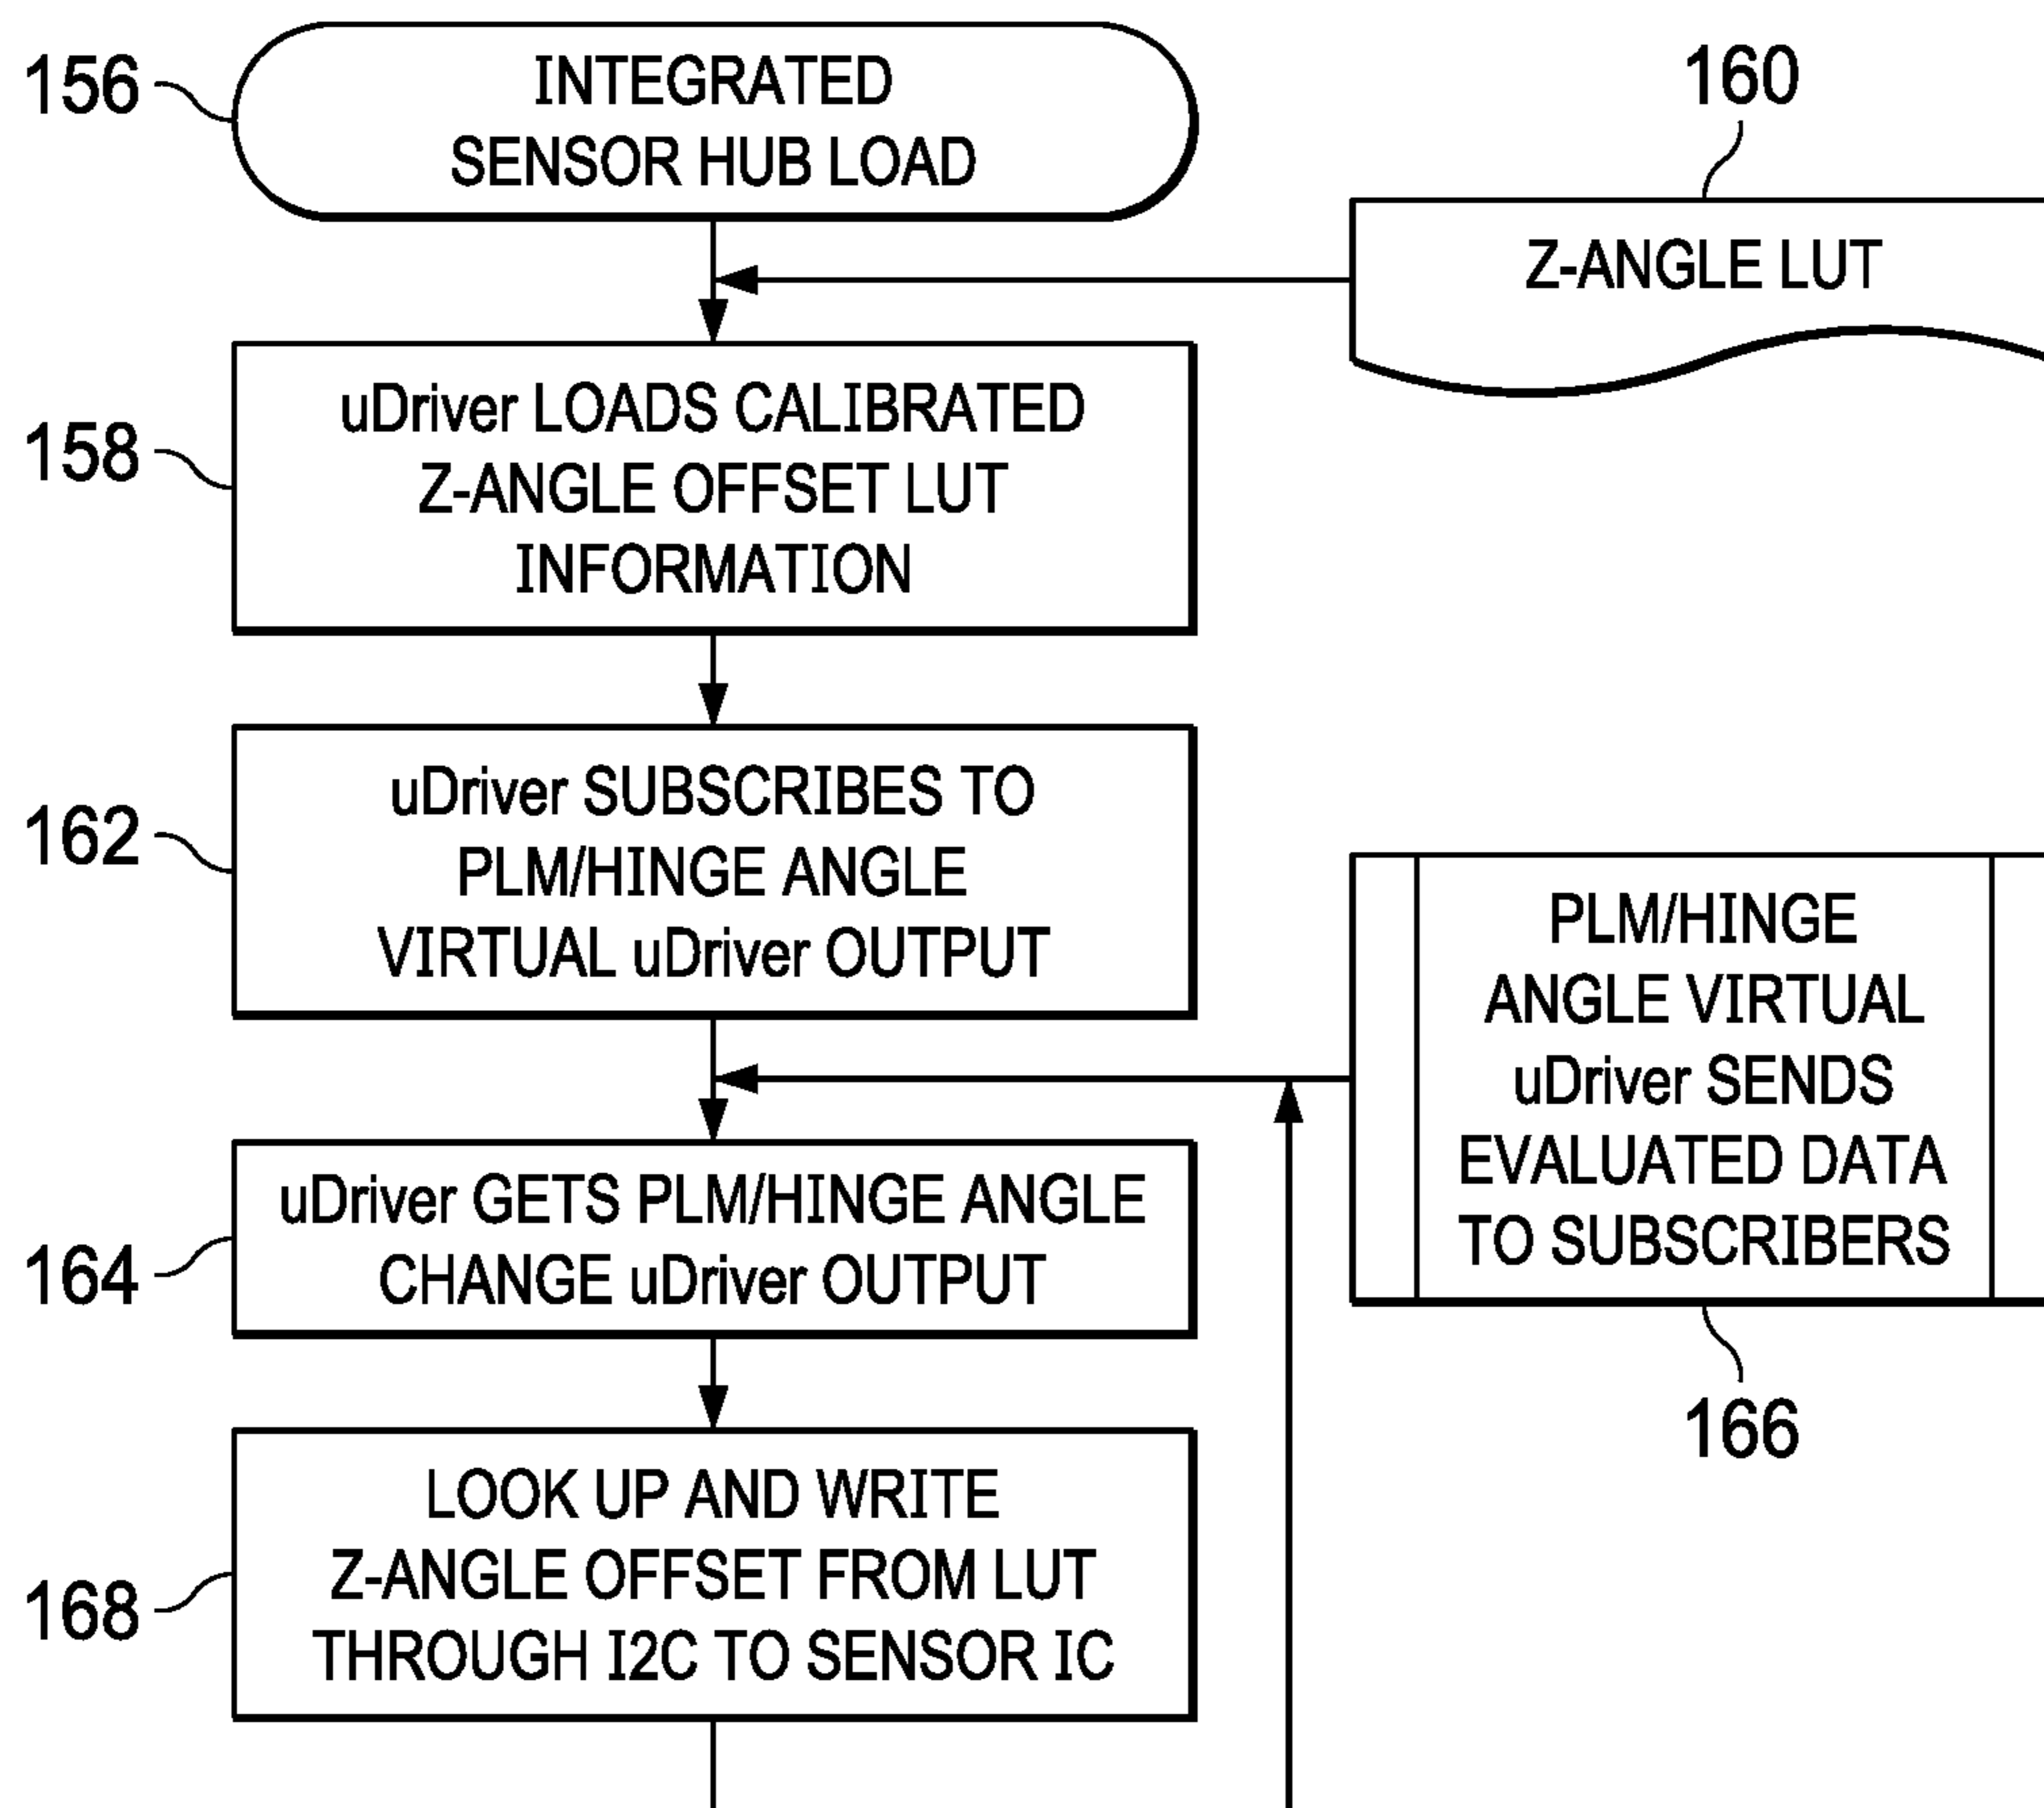 156
INTEGRATED
SENSOR HUB LOAD
160
Z-ANGLE LUT
158
uDriver LOADS CALIBRATED
Z-ANGLE OFFSET LUT
INFORMATION
162
uDriver SUBSCRIBES TO
PLM/HINGE ANGLE
VIRTUAL uDriver OUTPUT
PLM/HINGE
ANGLE VIRTUAL
uDriver SENDS
EVALUATED DATA
TO SUBSCRIBERS
166
164
uDriver GETS PLM/HINGE ANGLE
CHANGE uDriver OUTPUT
168
LOOK UP AND WRITE
Z-ANGLE OFFSET FROM LUT
THROUGH I2C TO SENSOR IC